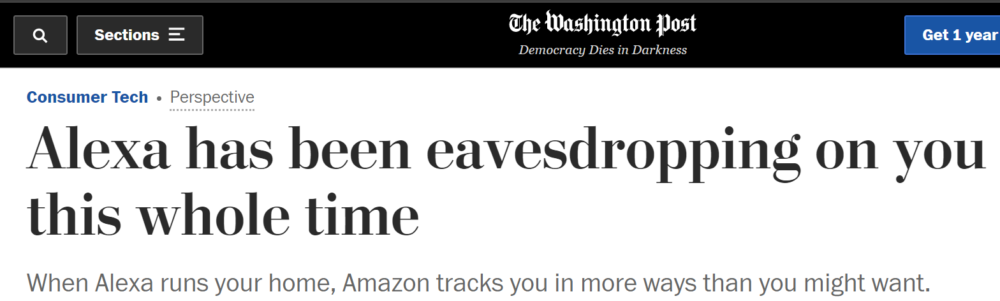 Sections
The Washington Post
Democracy Dies in Darkness
Get 1 year
Consumer Tech • Perspective
Alexa has been eavesdropping on you
this whole time
When Alexa runs your home, Amazon tracks you in more ways than you might want.